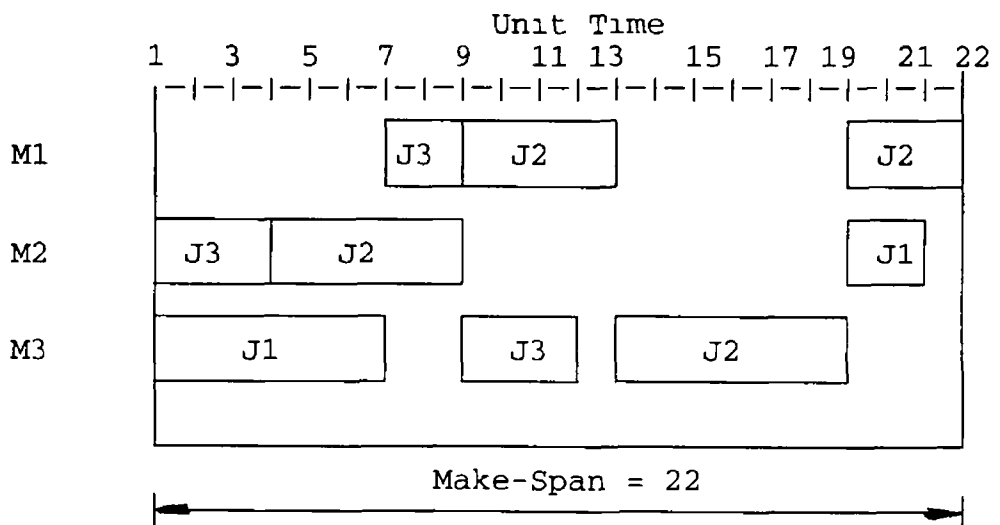 Unit Time
1 3 5 7 9 11 13 15 17 19 21 22
M1 J3 J2 J2
M2 J3 J2 J1
M3 J1 J3 J2
Make-Span = 22